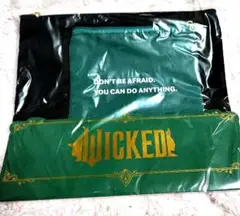 DON'T BE AFRAID.
YOU CAN DO ANYTHING.
WICKED